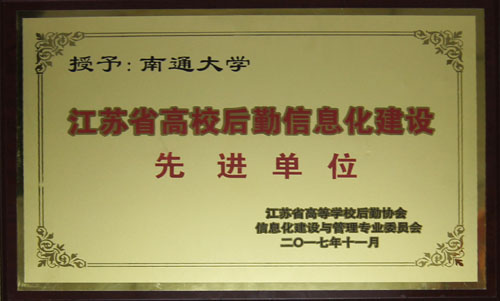 授予：南通大学
江苏省高校后勤信息化建设
先进单位
江苏省高等学校后勤协会
信息化建设与管理专业委员会
二〇一七年十一月